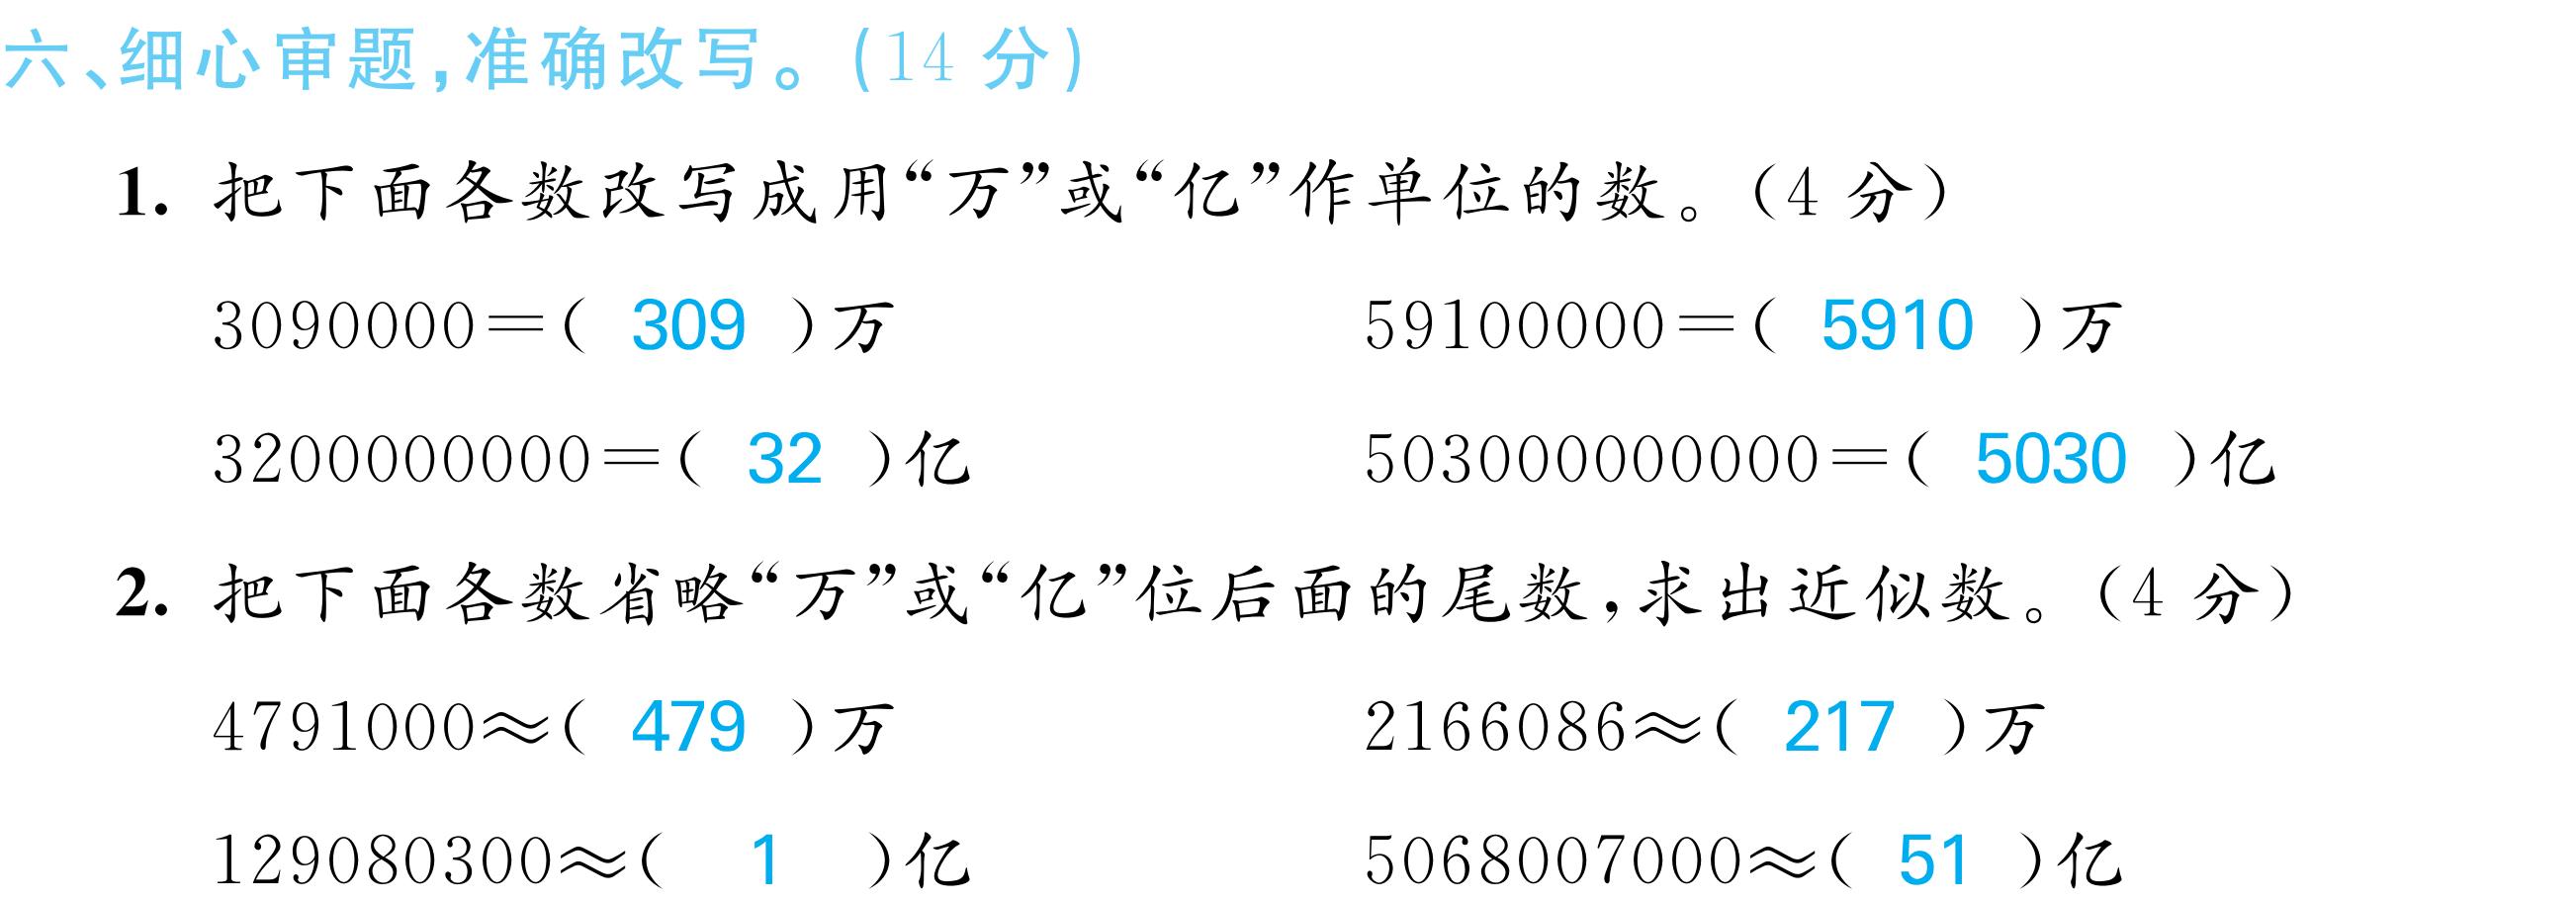 六、细心审题,准确改写。(14 分)
1. 把下面各数改写成用“万”或“亿”作单位的数。(4 分)
3090000=( 309 )万 59100000=( 5910 )万
3200000000=( 32 )亿 503000000000=( 5030 )亿
2. 把下面各数省略“万”或“亿”位后面的尾数,求出近似数。(4 分)
4791000≈( 479 )万 2166086≈( 217 )万
129080300≈( 1 )亿 5068007000≈( 51 )亿